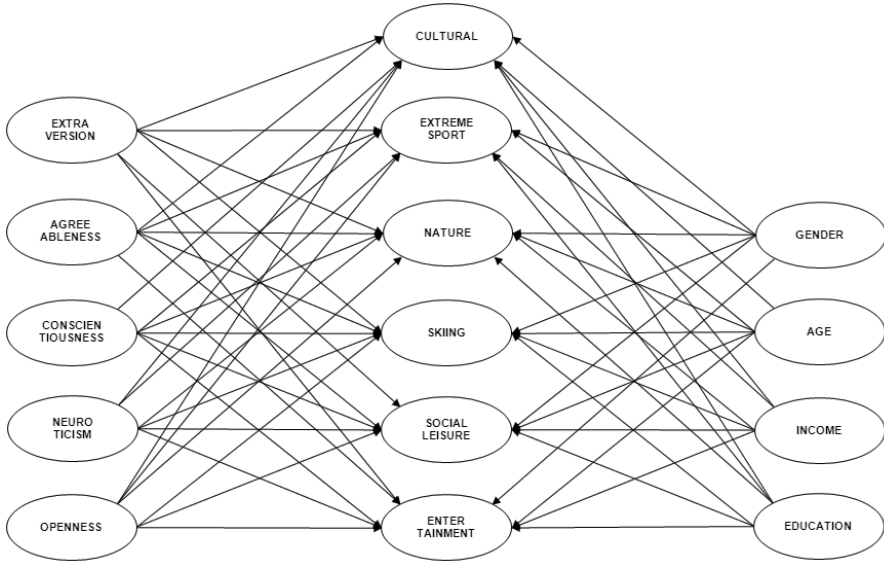 CULTURAL
EXTRA
VERSION
EXTREME
SPORT
AGREE
ABLENESS
NATURE
GENDER
CONSCIEN
TIOUSNESS
SKIING
AGE
NEURO
TICISM
SOCIAL
LEISURE
INCOME
OPENNESS
ENTER
TAINMENT
EDUCATION